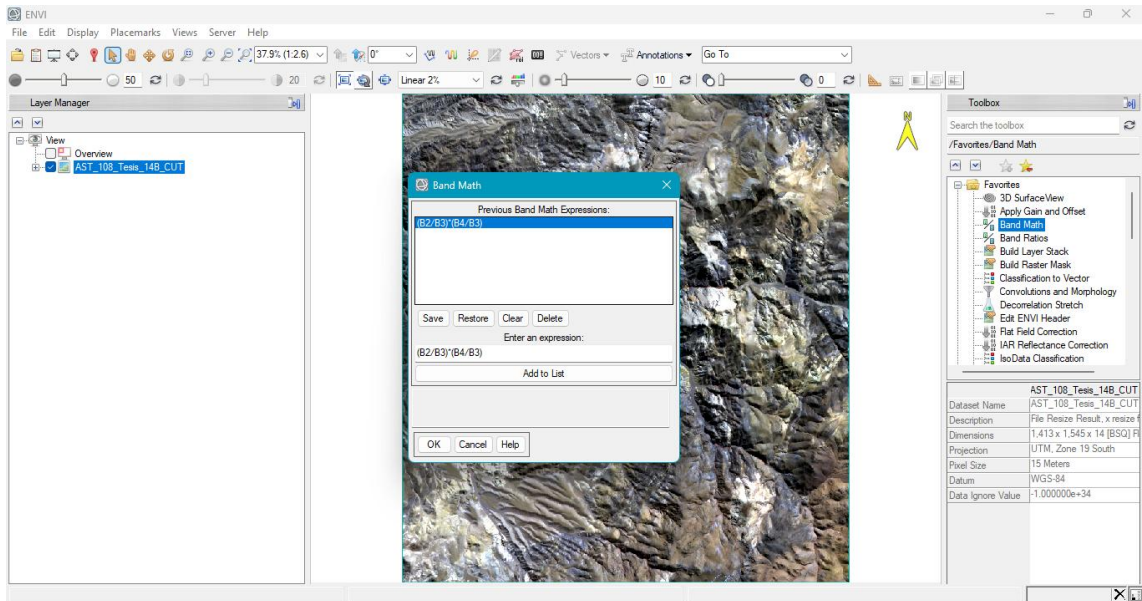 ENVI
File Edit Display Placemarks Views Server Help
37.9% (1:2.6) 0° Vectors Annotations Go To
50 20 Linear 2% 10 0
Layer Manager
View
Overview
AST_108_Tesis_14B_CUT
N
Band Math
Previous Band Math Expressions:
(B2/B3)*(B4/B3)
Save Restore Clear Delete
Enter an expression:
(B2/B3)*(B4/B3)
Add to List
OK Cancel Help
Toolbox
Search the toolbox
/Favorites/Band Math
Favorites
3D SurfaceView
Apply Gain and Offset
Band Math
Band Ratios
Build Layer Stack
Build Raster Mask
Classification to Vector
Convolutions and Morphology
Decorrelation Stretch
Edit ENVI Header
Flat Field Correction
IAR Reflectance Correction
IsoData Classification
AST_108_Tesis_14B_CUT
Dataset Name AST_108_Tesis_14B_CUT
Description File Resize Result, x resize f
Dimensions 1,413 x 1,545 x 14 [BSQ] Fl
Projection UTM, Zone 19 South
Pixel Size 15 Meters
Datum WGS-84
Data Ignore Value -1.000000e+34